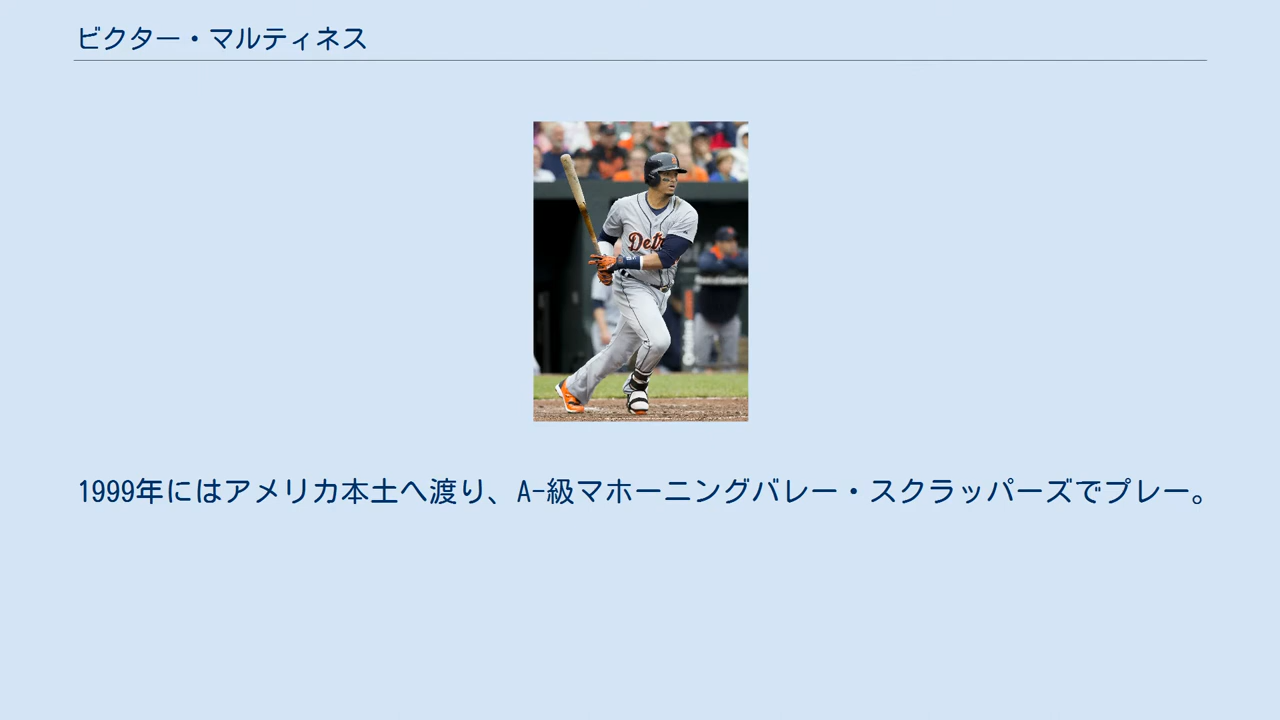 ビクター・マルティネス
Detr
1999年にはアメリカ本土へ渡り、A-級マホーニングバレー・スクラッパーズでプレー。